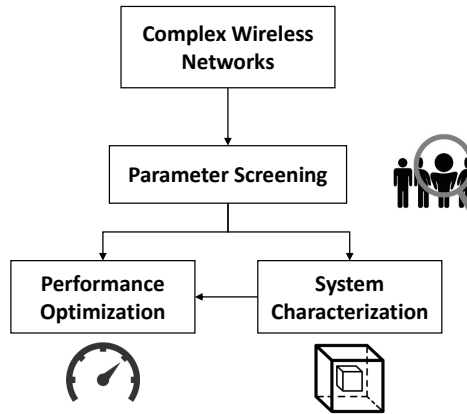 Complex Wireless
Networks
Parameter Screening
Performance
Optimization
System
Characterization